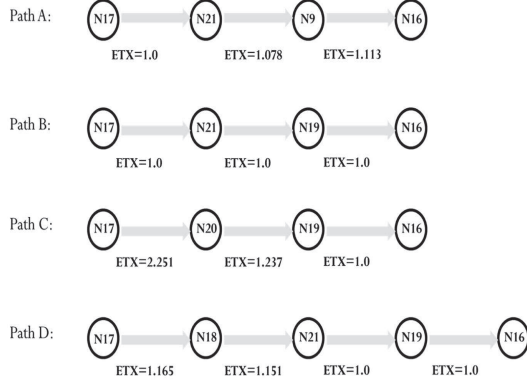 Path A: N17 N21 N9 N16
ETX=1.0 ETX=1.078 ETX=1.113
Path B: N17 N21 N19 N16
ETX=1.0 ETX=1.0 ETX=1.0
Path C: N17 N20 N19 N16
ETX=2.251 ETX=1.237 ETX=1.0
Path D: N17 N18 N21 N19 N16
ETX=1.165 ETX=1.151 ETX=1.0 ETX=1.0